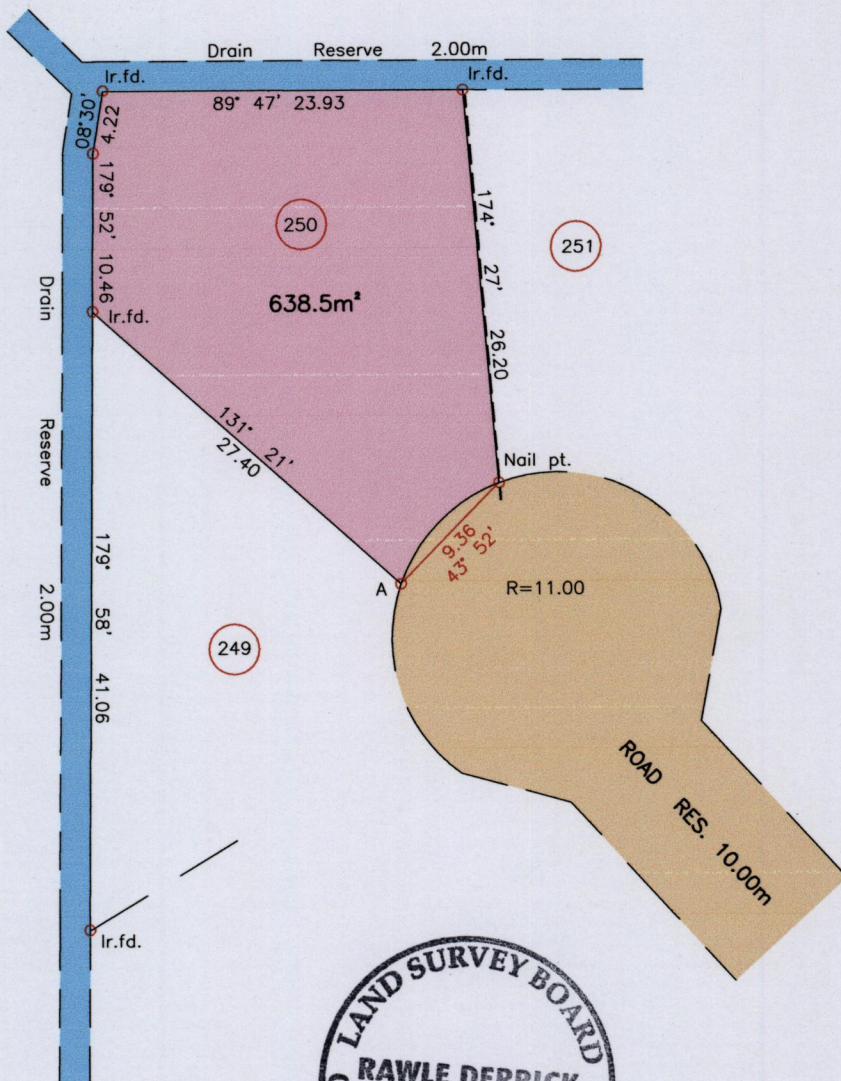 Drain Reserve 2.00m
Ir.fd.
Ir.fd.
89° 47' 23.93
08°30'
4.22
179° 52' 10.46
250
638.5m²
174° 27' 26.20
251
Ir.fd.
Drain Reserve 2.00m
131° 21'
27.40
Nail pt.
9.36
43° 52'
A
R=11.00
179° 58' 41.06
249
ROAD RES. 10.00m
Ir.fd.
LAND SURVEY BOARD
RAWLE DERRICK